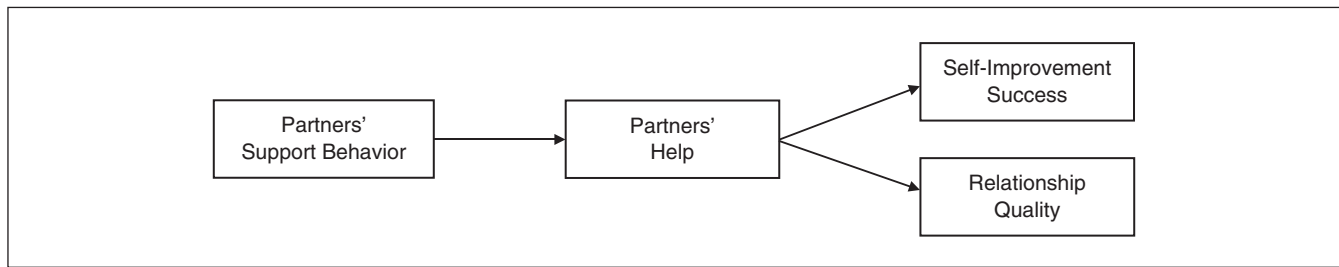 Partners'
Support Behavior
Partners'
Help
Self-Improvement
Success
Relationship
Quality